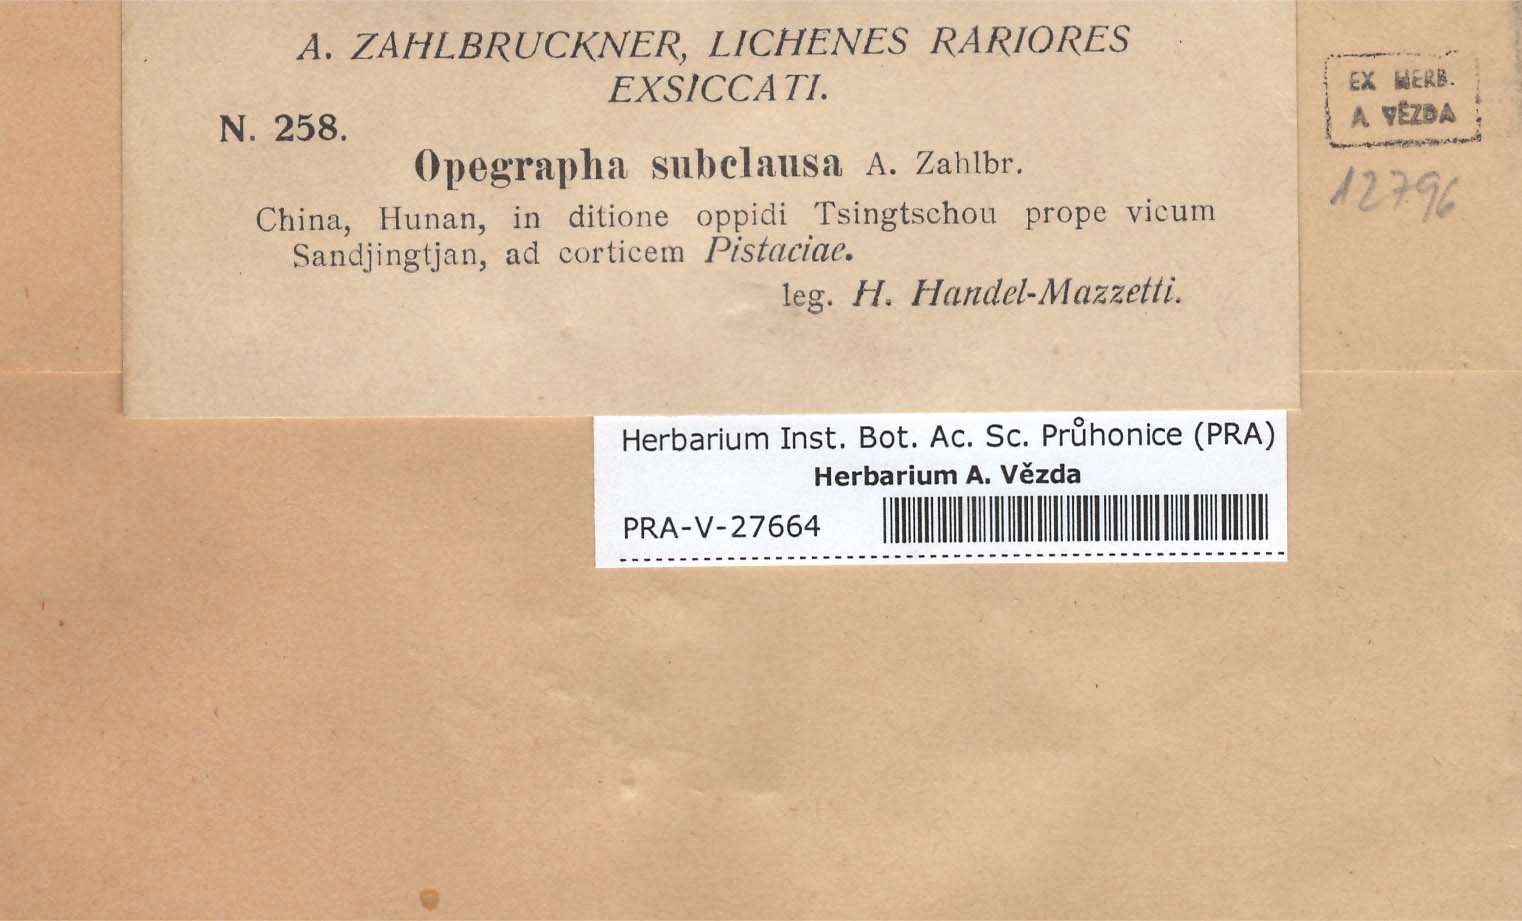 A. ZAHLBRUCKNER, LICHENES RARIORES
EXSICCATI.
N. 258.
Opegrapha subclausa A. Zahlbr.
China, Hunan, in ditione oppidi Tsingtschou prope vicum
Sandjingtjan, ad corticem Pistaciae.
leg. H. Handel-Mazzetti.
EX HERB.
A. VĚZDA
12796
Herbarium Inst. Bot. Ac. Sc. Průhonice (PRA)
Herbarium A. Vězda
PRA-V-27664